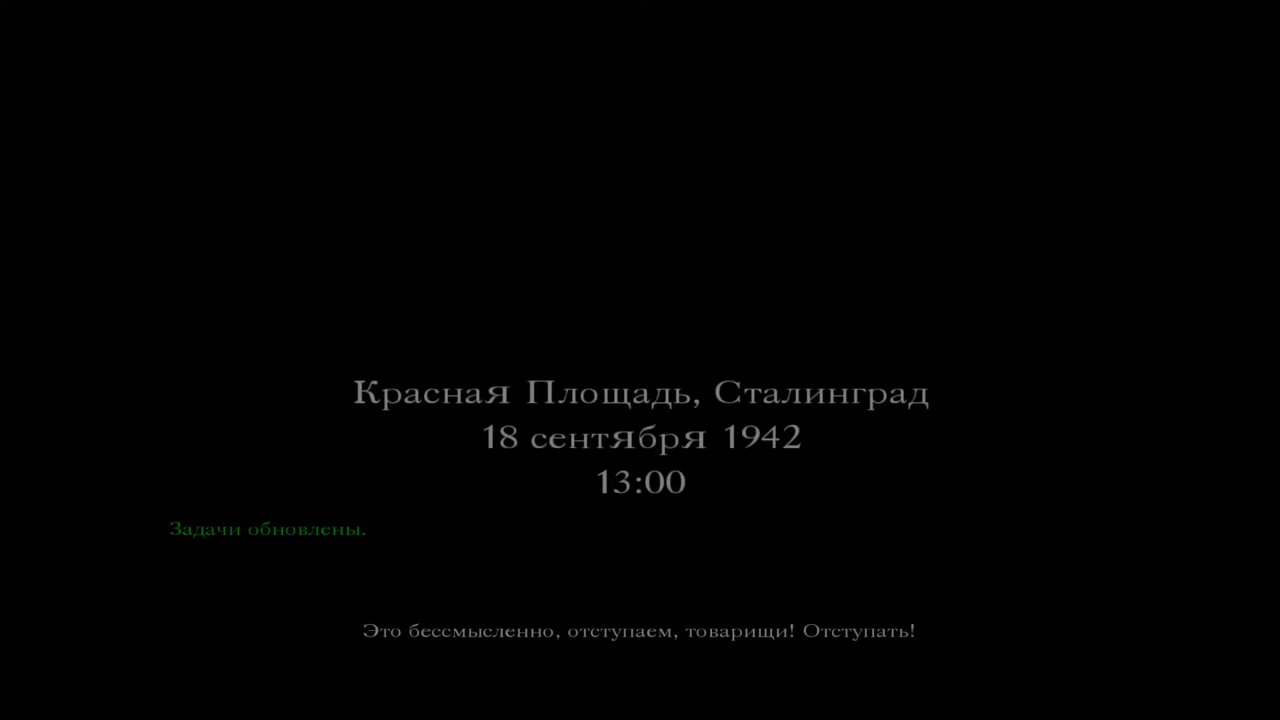 Красная Площадь, Сталинград
18 сентября 1942
13:00
Задачи обновлены.
Это бессмысленно, отступаем, товарищи! Отступать!